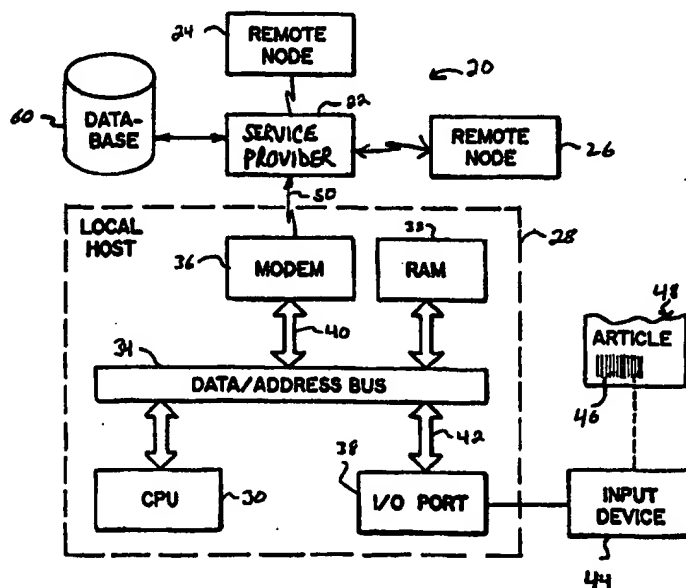 24
REMOTE
NODE
20
60
DATA-
BASE
22
SERVICE
PROVIDER
REMOTE
NODE
26
50
LOCAL
HOST
28
36
MODEM
RAM
40
48
ARTICLE
46
34
DATA/ADDRESS BUS
42
38
CPU
30
I/O PORT
INPUT
DEVICE
44